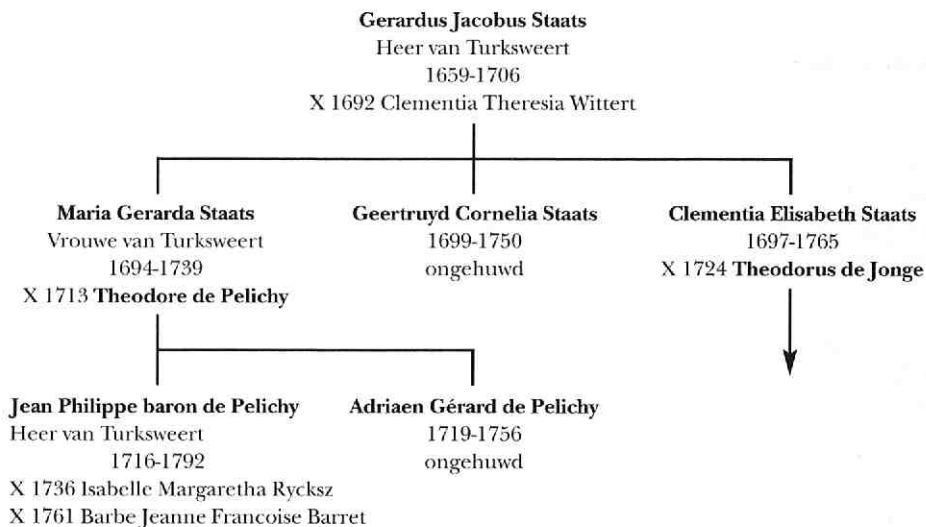 Gerardus Jacobus Staats
Heer van Turksweert
1659-1706
X 1692 Clementia Theresia Wittert
Maria Gerarda Staats
Vrouwe van Turksweert
1694-1739
X 1713 Theodore de Pelichy
Geertruyd Cornelia Staats
1699-1750
ongehuwd
Clementia Elisabeth Staats
1697-1765
X 1724 Theodorus de Jonge
Jean Philippe baron de Pelichy
Heer van Turksweert
1716-1792
X 1736 Isabelle Margaretha Rycksz
X 1761 Barbe Jeanne Francoise Barret
Adriaen Gérard de Pelichy
1719-1756
ongehuwd